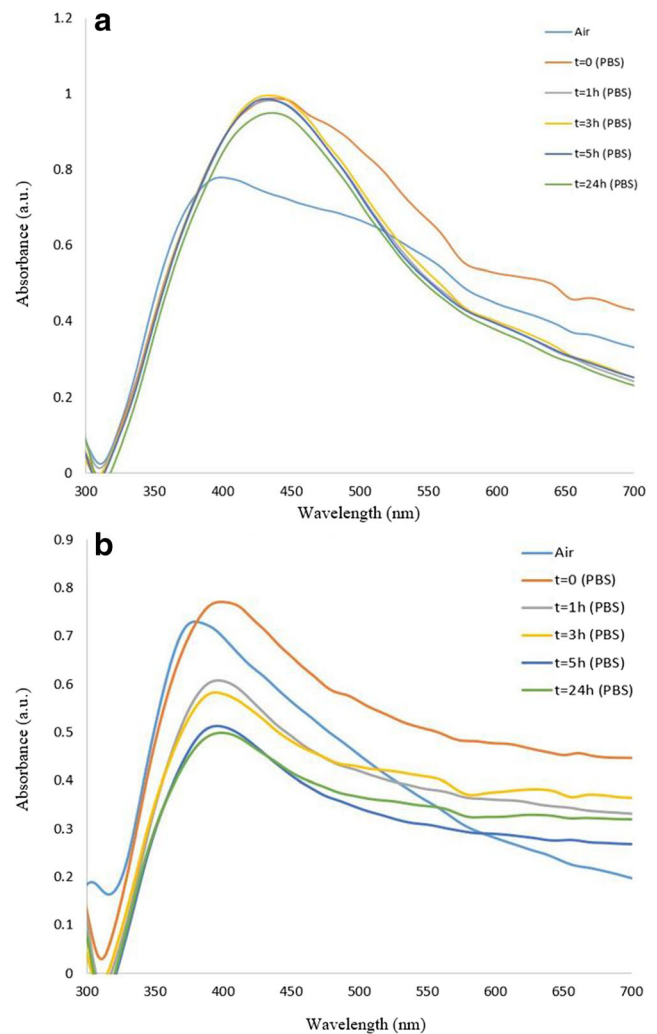 a
1.2
1
0.8
0.6
0.4
0.2
0
Absorbance (a.u.)
Air
t=0 (PBS)
t=1h (PBS)
t=3h (PBS)
t=5h (PBS)
t=24h (PBS)
300 350 400 450 500 550 600 650 700
Wavelength (nm)
b
0.9
0.8
0.7
0.6
0.5
0.4
0.3
0.2
0.1
0
Absorbance (a.u.)
Air
t=0 (PBS)
t=1h (PBS)
t=3h (PBS)
t=5h (PBS)
t=24h (PBS)
300 350 400 450 500 550 600 650 700
Wavelength (nm)